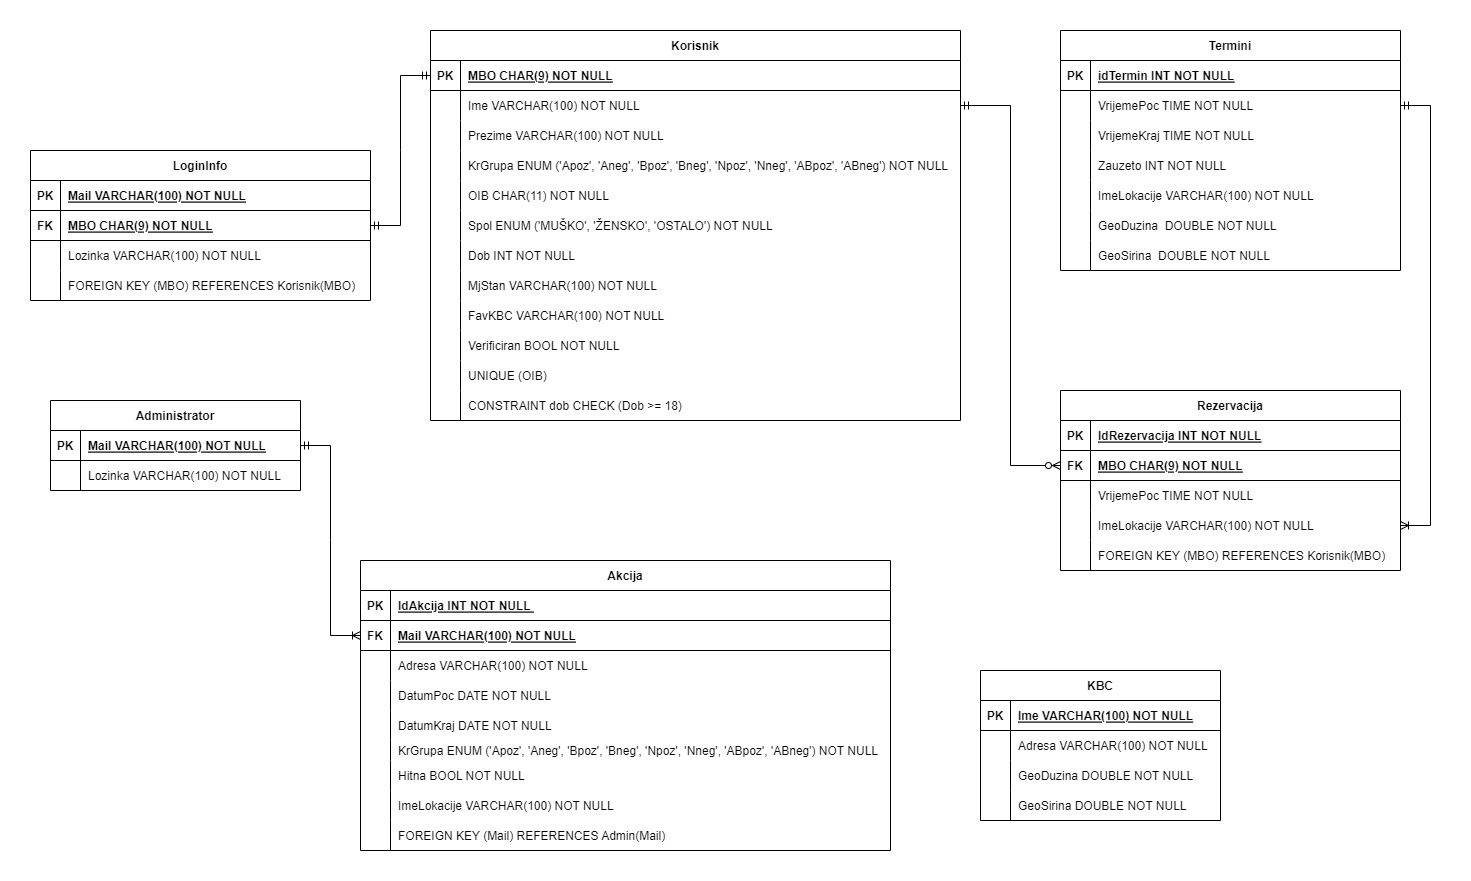 Korisnik
PK MBO CHAR(9) NOT NULL
Ime VARCHAR(100) NOT NULL
Prezime VARCHAR(100) NOT NULL
KrGrupa ENUM ('Apoz', 'Aneg', 'Bpoz', 'Bneg', 'Npoz', 'Nneg', 'ABpoz', 'ABneg') NOT NULL
OIB CHAR(11) NOT NULL
Spol ENUM ('MUŠKO', 'ŽENSKO', 'OSTALO') NOT NULL
Dob INT NOT NULL
MjStan VARCHAR(100) NOT NULL
FavKBC VARCHAR(100) NOT NULL
Verificiran BOOL NOT NULL
UNIQUE (OIB)
CONSTRAINT dob CHECK (Dob >= 18)
Termini
PK idTermin INT NOT NULL
VrijemePoc TIME NOT NULL
VrijemeKraj TIME NOT NULL
Zauzeto INT NOT NULL
ImeLokacije VARCHAR(100) NOT NULL
GeoDuzina  DOUBLE NOT NULL
GeoSirina  DOUBLE NOT NULL
LoginInfo
PK Mail VARCHAR(100) NOT NULL
FK MBO CHAR(9) NOT NULL
Lozinka VARCHAR(100) NOT NULL
FOREIGN KEY (MBO) REFERENCES Korisnik(MBO)
Administrator
PK Mail VARCHAR(100) NOT NULL
Lozinka VARCHAR(100) NOT NULL
Rezervacija
PK IdRezervacija INT NOT NULL
FK MBO CHAR(9) NOT NULL
VrijemePoc TIME NOT NULL
ImeLokacije VARCHAR(100) NOT NULL
FOREIGN KEY (MBO) REFERENCES Korisnik(MBO)
Akcija
PK IdAkcija INT NOT NULL
FK Mail VARCHAR(100) NOT NULL
Adresa VARCHAR(100) NOT NULL
DatumPoc DATE NOT NULL
DatumKraj DATE NOT NULL
KrGrupa ENUM ('Apoz', 'Aneg', 'Bpoz', 'Bneg', 'Npoz', 'Nneg', 'ABpoz', 'ABneg') NOT NULL
Hitna BOOL NOT NULL
ImeLokacije VARCHAR(100) NOT NULL
FOREIGN KEY (Mail) REFERENCES Admin(Mail)
KBC
PK Ime VARCHAR(100) NOT NULL
Adresa VARCHAR(100) NOT NULL
GeoDuzina DOUBLE NOT NULL
GeoSirina DOUBLE NOT NULL